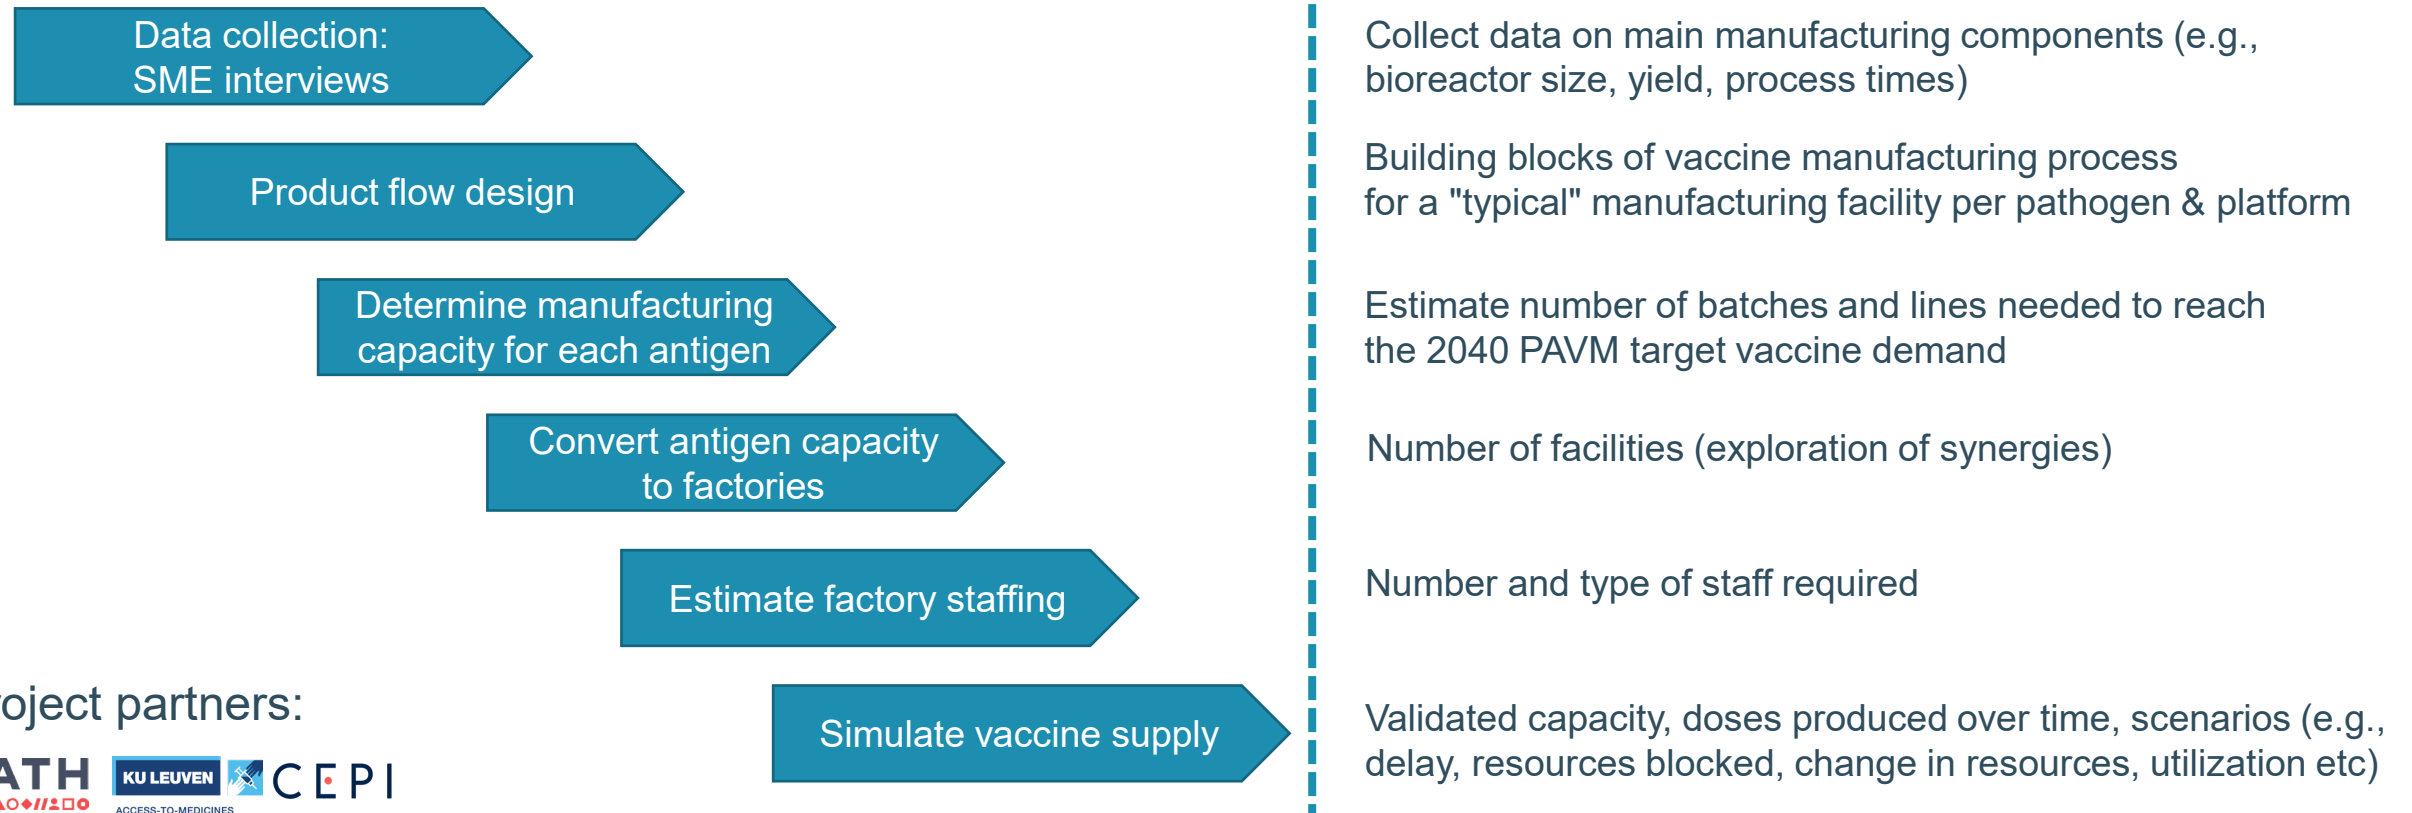 Data collection:
SME interviews
Collect data on main manufacturing components (e.g.,
bioreactor size, yield, process times)
Product flow design
Building blocks of vaccine manufacturing process
for a "typical" manufacturing facility per pathogen & platform
Determine manufacturing
capacity for each antigen
Estimate number of batches and lines needed to reach
the 2040 PAVM target vaccine demand
Convert antigen capacity
to factories
Number of facilities (exploration of synergies)
Estimate factory staffing
Number and type of staff required
Simulate vaccine supply
Validated capacity, doses produced over time, scenarios (e.g.,
delay, resources blocked, change in resources, utilization etc)
oject partners:
ATH
KU LEUVEN
ACCESS-TO-MEDICINES
CEPI